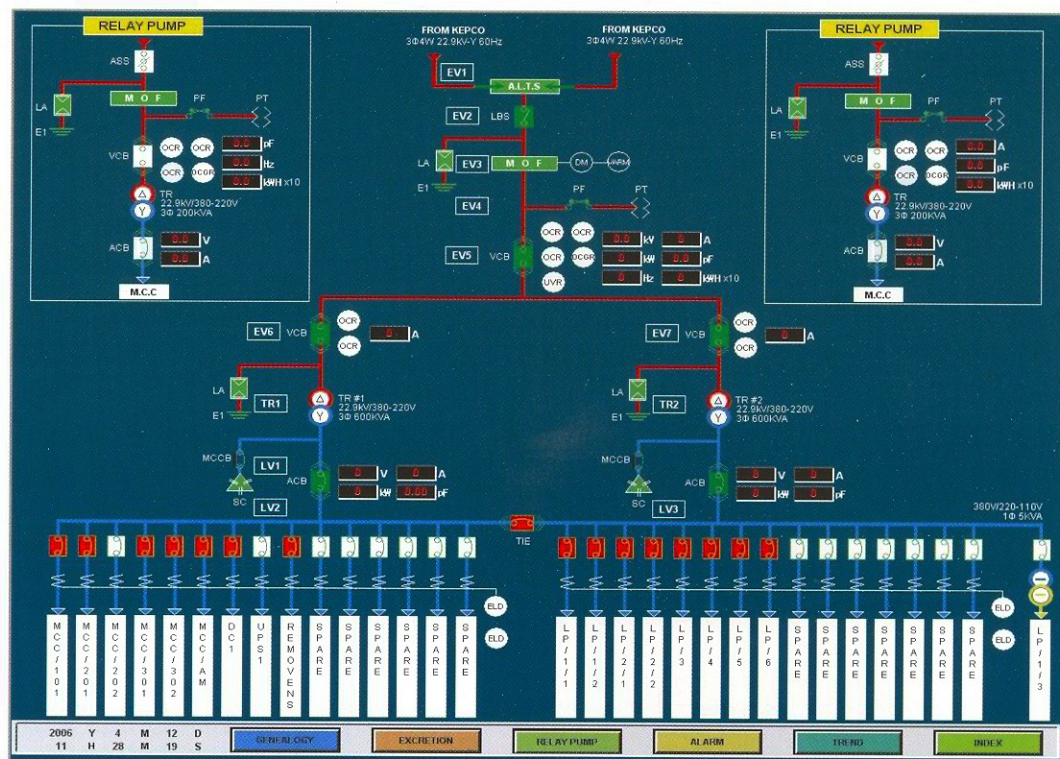 RELAY PUMP
ASS
LA
M O F
PF
PT
E1
VCB
OCR
OCR
OCR
OCGR
0.0 pF
0.0 Hz
0.0 kWH x10
TR
22.9kV/380-220V
3Φ 200KVA
ACB
0.0 V
0.0 A
M.C.C
FROM KEPCO
3Φ4W 22.9kV-Y 60Hz
FROM KEPCO
3Φ4W 22.9kV-Y 60Hz
EV1
A.L.T.S
EV2
LBS
LA
EV3
M O F
DM
E1
EV4
PF
PT
EV5
VCB
OCR
OCR
OCR
OCGR
UVR
0.0 kV
0 A
0 kW
0.0 pF
0 Hz
0 kWH x10
RELAY PUMP
ASS
LA
M O F
PF
PT
E1
VCB
OCR
OCR
OCR
OCGR
0.0 A
0.0 pF
0.0 kWH x10
TR
22.9kV/380-220V
3Φ 200KVA
ACB
0.0 V
0.0 A
M.C.C
EV6
VCB
OCR
OCR
0 A
LA
E1
TR1
TR #1
22.9kV/380-220V
3Φ 600KVA
MCCB
SC
LV1
ACB
0 V
0 A
0 kW
0.00 pF
LV2
EV7
VCB
OCR
OCR
0 A
LA
E1
TR2
TR #2
22.9kV/380-220V
3Φ 600KVA
MCCB
SC
ACB
0 V
0 A
0 kW
0 pF
LV3
TIE
380V/220-110V
1Φ 5KVA
ELD
ELD
ELD
ELD
MCC/101
MCC/201
MCC/202
MCC/301
MCC/302
MCC/AM
DC1
UPS1
REMOVENS
SPARE
SPARE
SPARE
SPARE
SPARE
SPARE
LP/1/1
LP/1/2
LP/2/1
LP/2/2
LP/3
LP/4
LP/5
LP/6
SPARE
SPARE
SPARE
SPARE
SPARE
SPARE
SPARE
LP/1/3
2006 Y 4 M 12 D
11 H 28 M 19 S
GENEALOGY
EXCRETION
RELAY PUMP
ALARM
TREND
INDEX